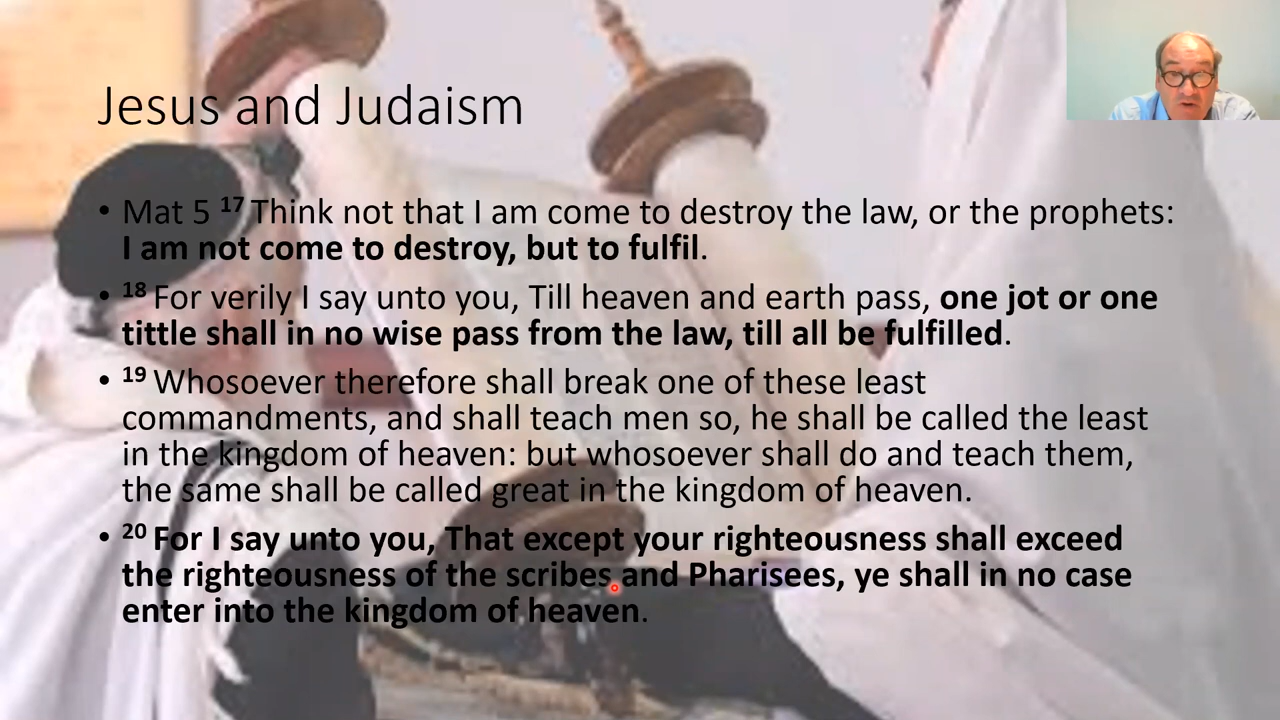 Jesus and Judaism
• Mat 5 17 Think not that I am come to destroy the law, or the prophets:
I am not come to destroy, but to fulfil.
• 18 For verily I say unto you, Till heaven and earth pass, one jot or one
tittle shall in no wise pass from the law, till all be fulfilled.
• 19 Whosoever therefore shall break one of these least
commandments, and shall teach men so, he shall be called the least
in the kingdom of heaven: but whosoever shall do and teach them,
the same shall be called great in the kingdom of heaven.
• 20 For I say unto you, That except your righteousness shall exceed
the righteousness of the scribes and Pharisees, ye shall in no case
enter into the kingdom of heaven.